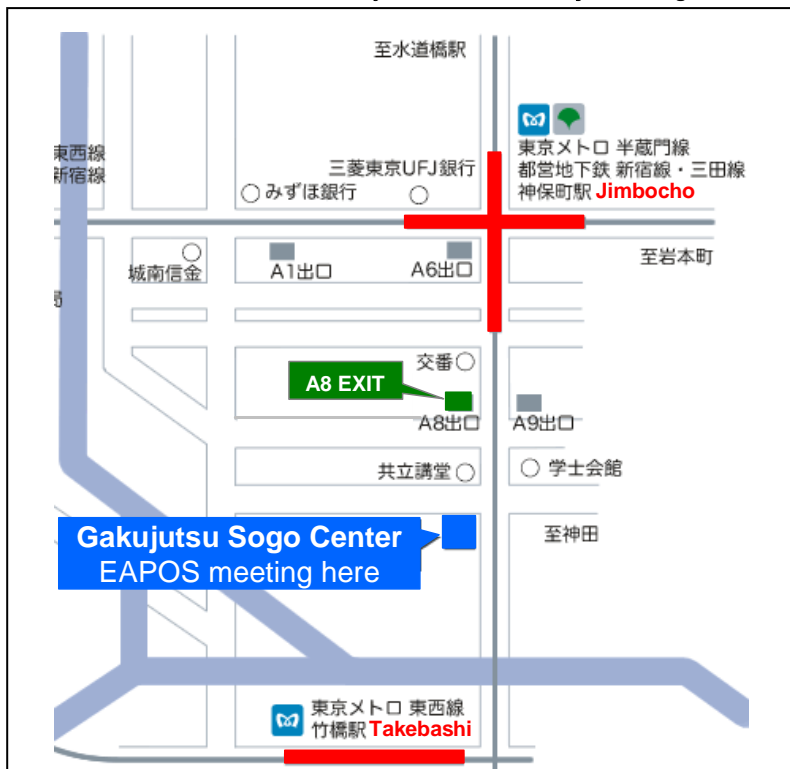 至水道橋駅
東京メトロ 半蔵門線
都営地下鉄 新宿線・三田線
神保町駅 Jimbocho
東西線
新宿線
三菱東京UFJ銀行
みずほ銀行
至岩本町
城南信金
A1出口
A6出口
交番
A8 EXIT
A8出口
A9出口
共立講堂
学士会館
Gakujutsu Sogo Center
EAPOS meeting here
至神田
東京メトロ 東西線
竹橋駅 Takebashi